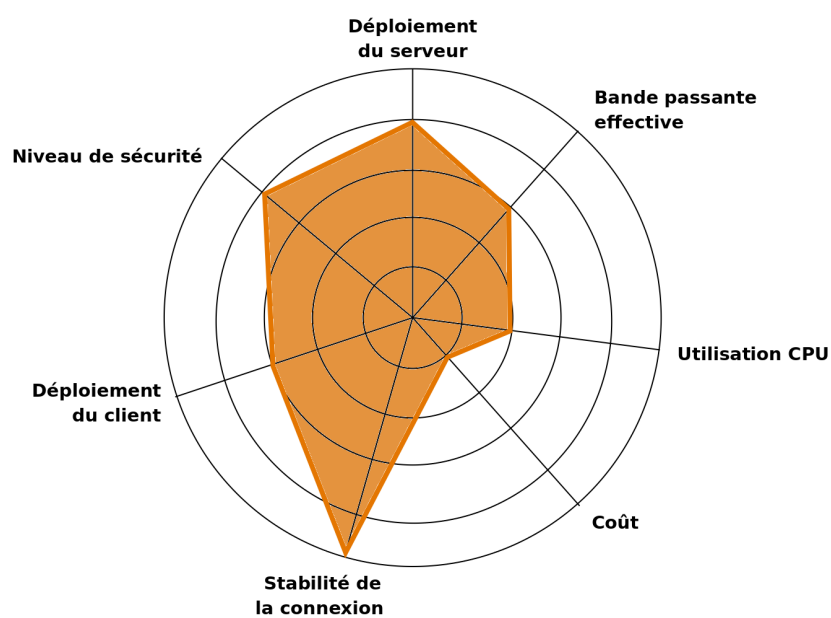 Déploiement
du serveur
Bande passante
effective
Niveau de sécurité
Utilisation CPU
Déploiement
du client
Coût
Stabilité de
la connexion